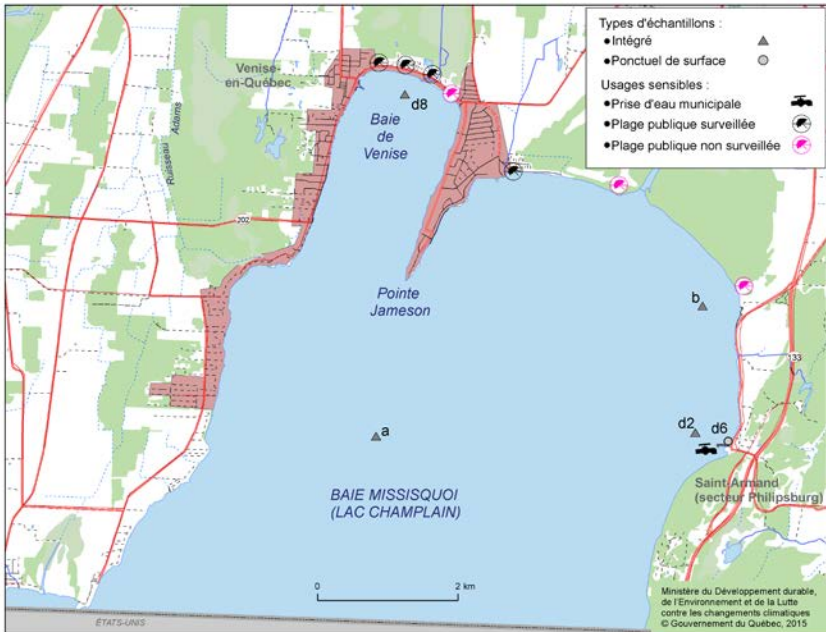 Types d'échantillons :
Intégré
Ponctuel de surface
Usages sensibles :
Prise d'eau municipale
Plage publique surveillée
Plage publique non surveillée
Venise-
en-Québec
d8
Baie
de
Venise
Ruisseau Adams
202
Pointe
Jameson
b
133
a
d2
d6
BAIE MISSISQUOI
(LAC CHAMPLAIN)
Saint-Armand
(secteur Philipsburg)
0 2 km
Ministère du Développement durable,
de l'Environnement et de la Lutte
contre les changements climatiques
© Gouvernement du Québec, 2015
ÉTATS-UNIS